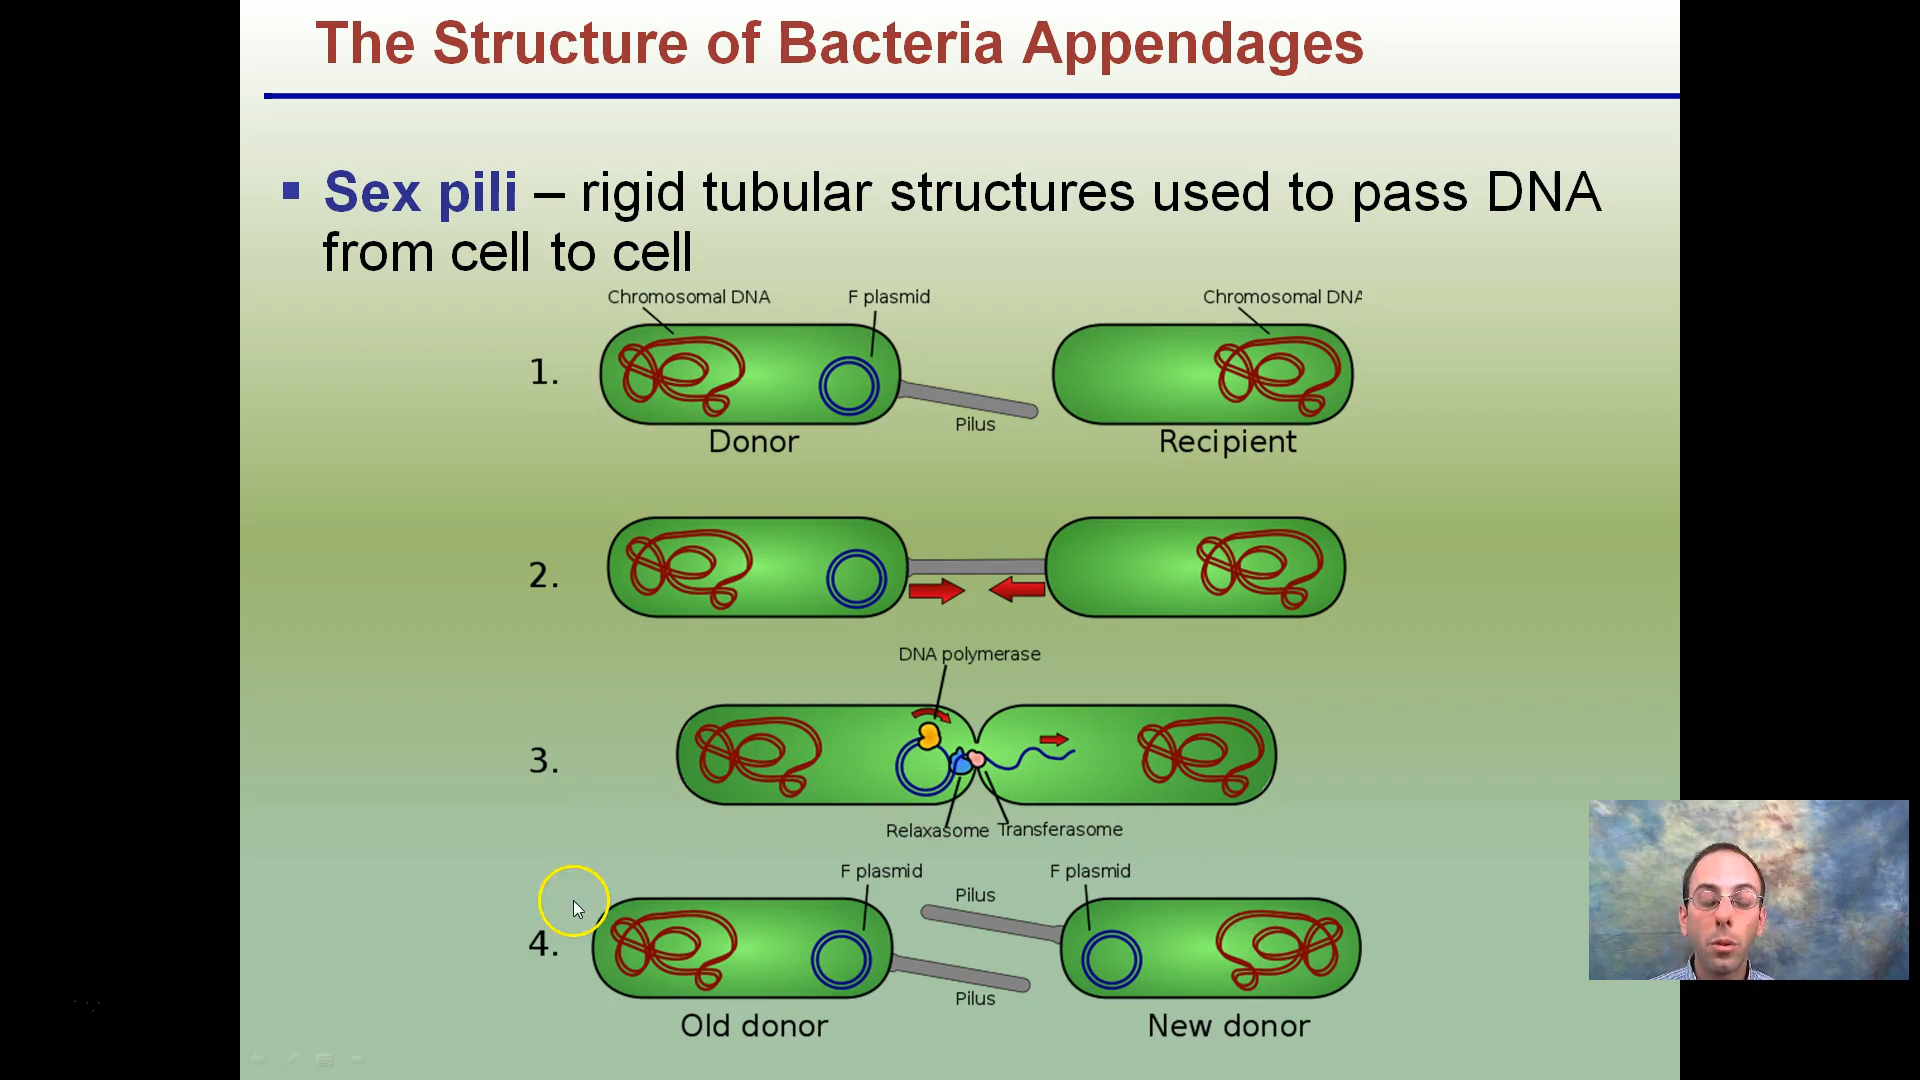 The Structure of Bacteria Appendages
Sex pili – rigid tubular structures used to pass DNA
from cell to cell
Chromosomal DNA
F plasmid
Chromosomal DNA
1.
Pilus
Donor
Recipient
2.
DNA polymerase
3.
Relaxasome
Transferasome
F plasmid
Pilus
F plasmid
4.
Pilus
Old donor
New donor